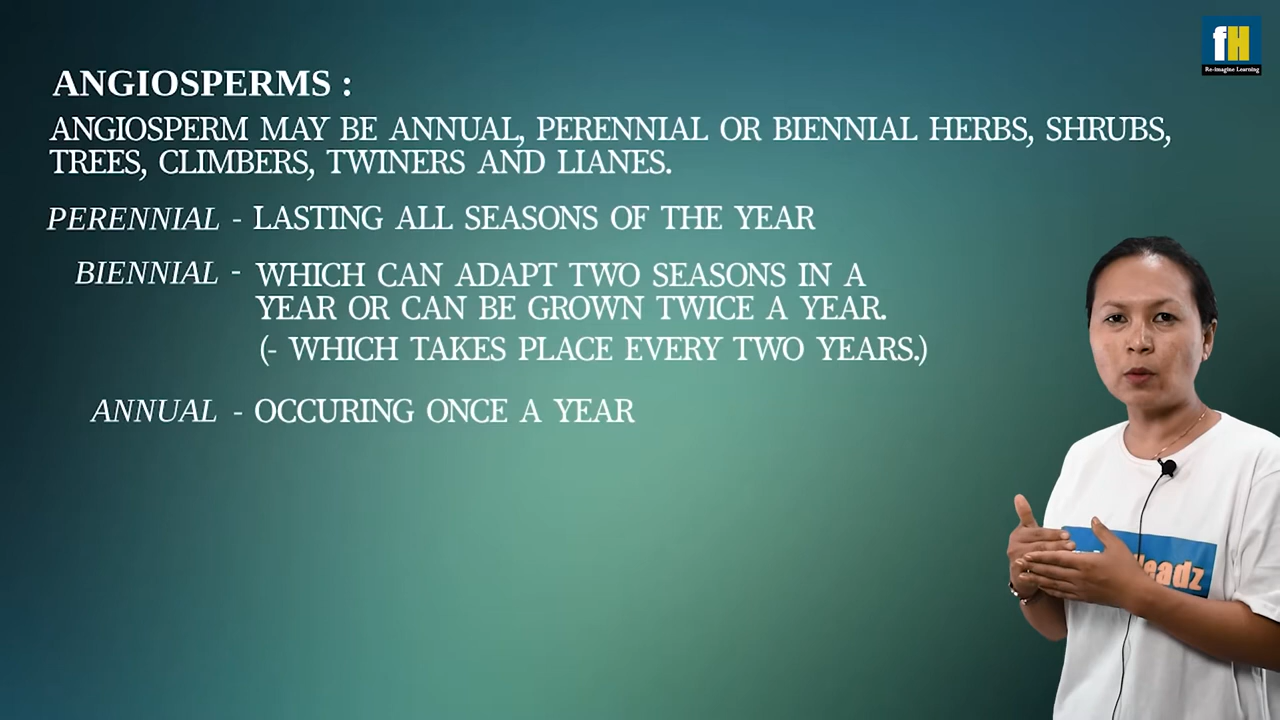 fH
Re-imagine Learning
ANGIOSPERMS :
ANGIOSPERM MAY BE ANNUAL, PERENNIAL OR BIENNIAL HERBS, SHRUBS,
TREES, CLIMBERS, TWINERS AND LIANES.
PERENNIAL - LASTING ALL SEASONS OF THE YEAR
BIENNIAL - WHICH CAN ADAPT TWO SEASONS IN A
YEAR OR CAN BE GROWN TWICE A YEAR.
(- WHICH TAKES PLACE EVERY TWO YEARS.)
ANNUAL - OCCURING ONCE A YEAR